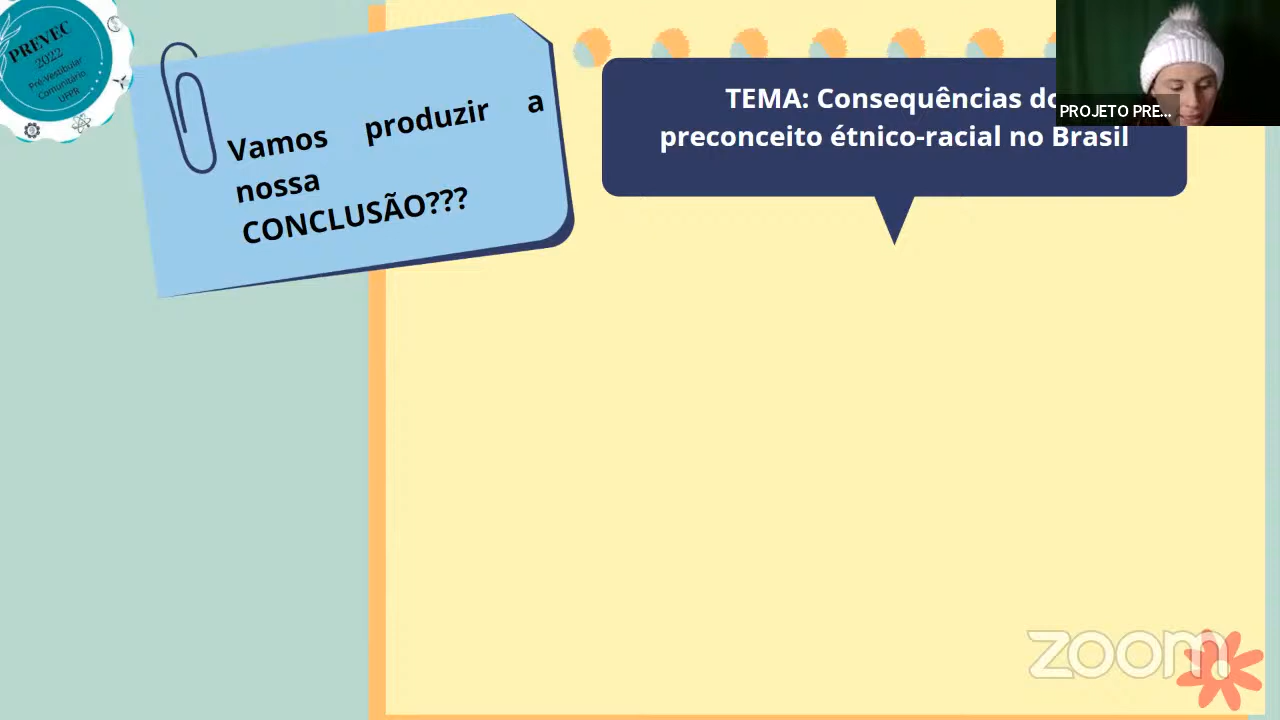 PREVEC
2022
Pré-Vestibular
Comunitário
UFPR
Vamos produzir a
nossa
CONCLUSÃO???
TEMA: Consequências do
preconceito étnico-racial no Brasil
PROJETO PRE...
zoom